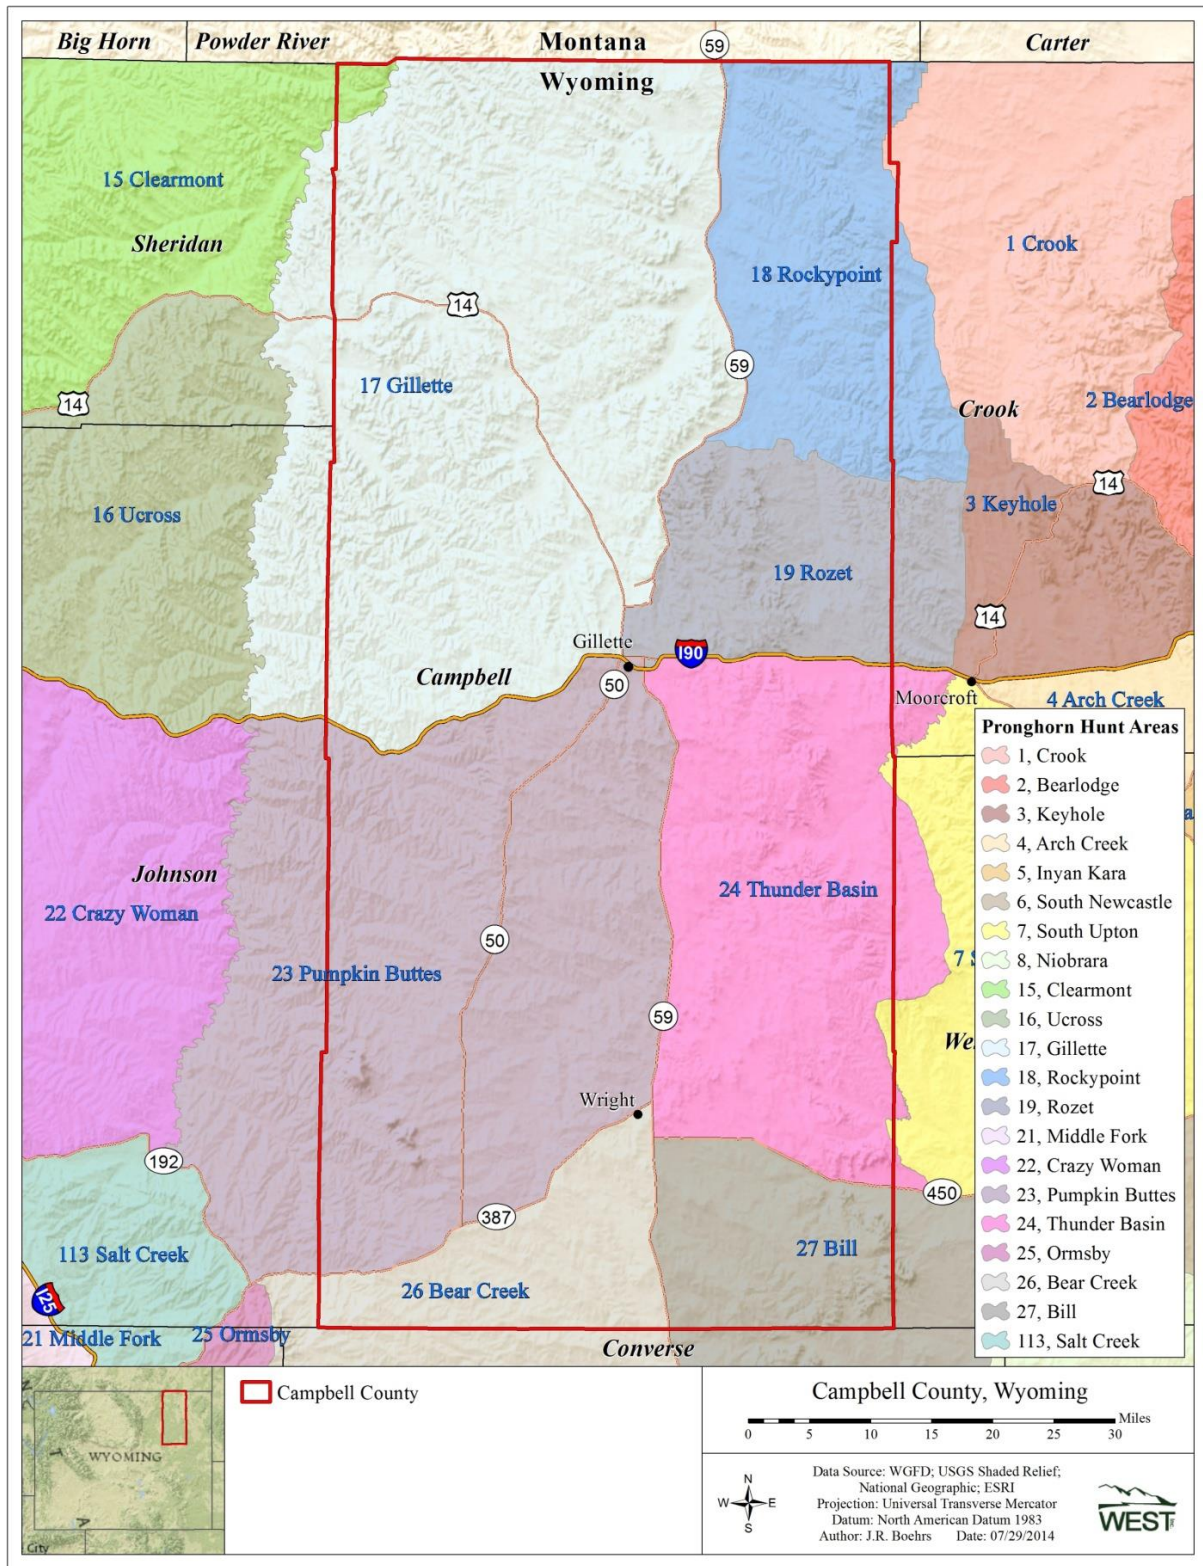 Big Horn
Powder River
Montana
59
Carter
Wyoming
15 Clearmont
Sheridan
1 Crook
18 Rockypoint
14
59
17 Gillette
14
2 Bearlodge
Crook
14
3 Keyhole
16 Ucross
19 Rozet
14
Gillette
I90
Campbell
50
Moorcroft
4 Arch Creek
Johnson
22 Crazy Woman
24 Thunder Basin
50
7 S
23 Pumpkin Buttes
59
We
Wright
192
450
387
113 Salt Creek
27 Bill
26 Bear Creek
I25
21 Middle Fork
25 Ormsby
Converse
Pronghorn Hunt Areas
1, Crook
2, Bearlodge
3, Keyhole
4, Arch Creek
5, Inyan Kara
6, South Newcastle
7, South Upton
8, Niobrara
15, Clearmont
16, Ucross
17, Gillette
18, Rockypoint
19, Rozet
21, Middle Fork
22, Crazy Woman
23, Pumpkin Buttes
24, Thunder Basin
25, Ormsby
26, Bear Creek
27, Bill
113, Salt Creek
WYOMING
City
Campbell County
Campbell County, Wyoming
Miles
0 5 10 15 20 25 30
N
W E
S
Data Source: WGFD; USGS Shaded Relief;
National Geographic; ESRI
Projection: Universal Transverse Mercator
Datum: North American Datum 1983
Author: J.R. Boehrs Date: 07/29/2014
WEST